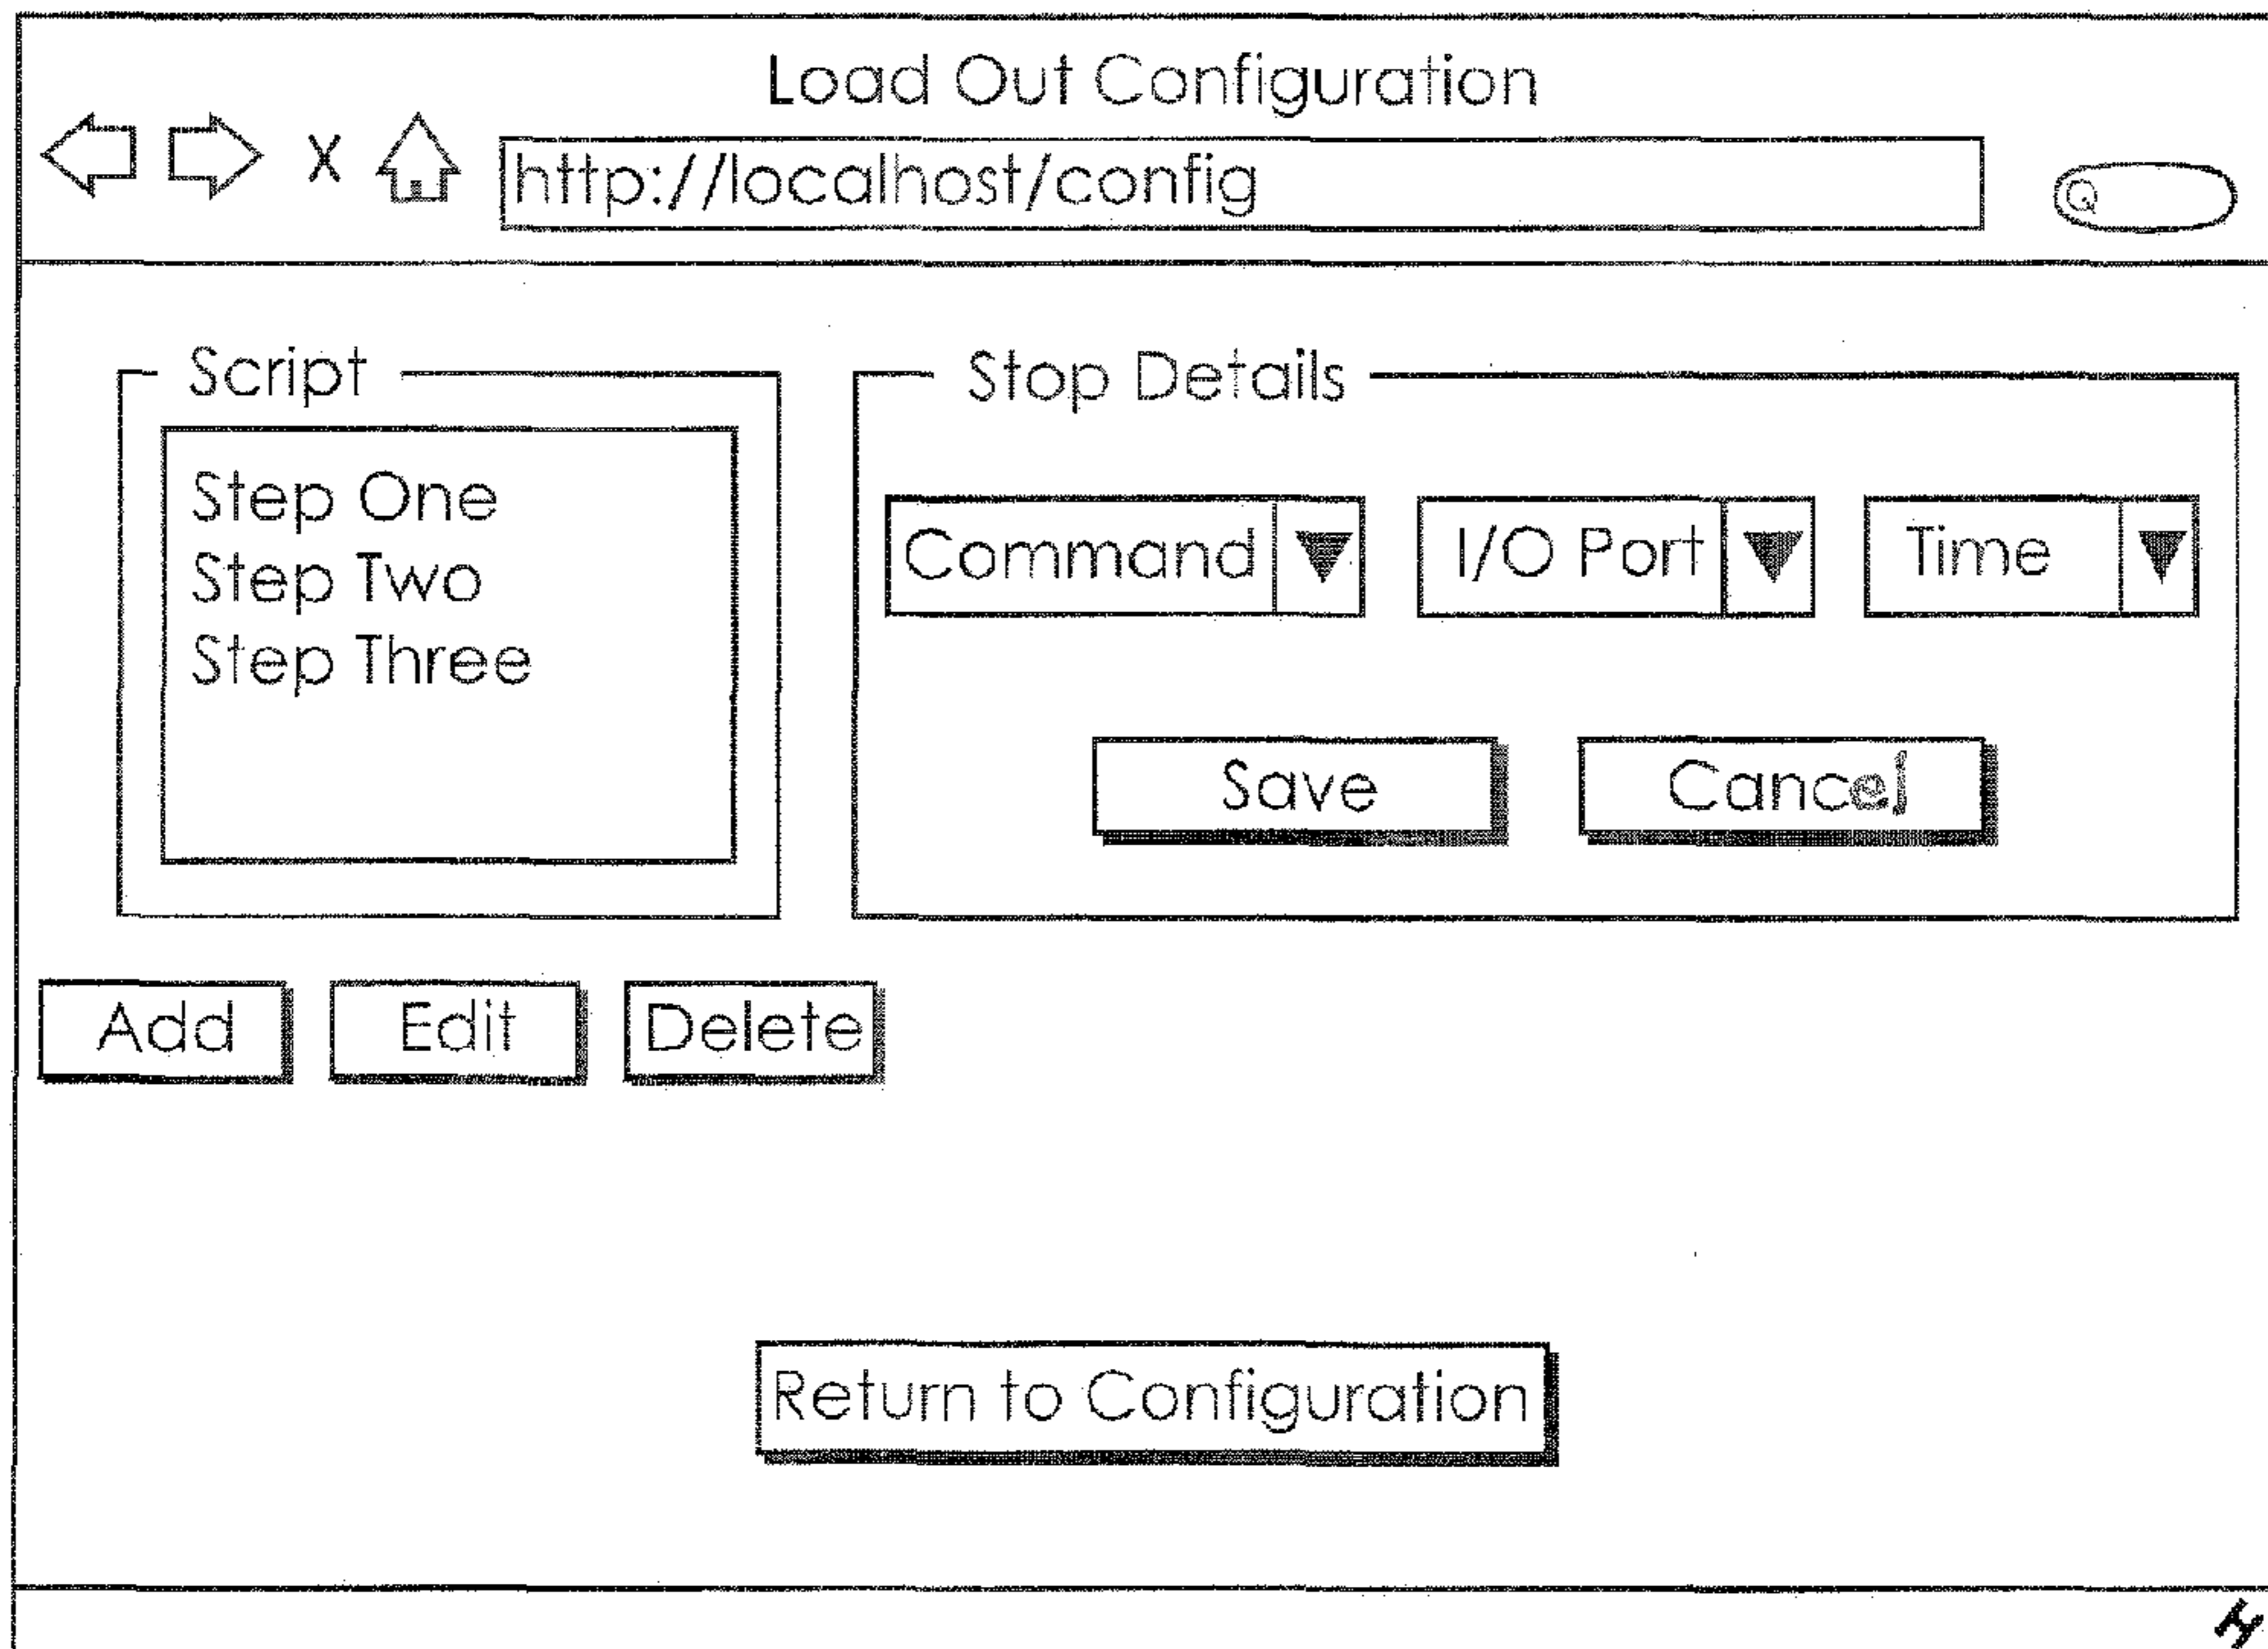 Load Out Configuration
X
http://localhost/config
Script
Step One
Step Two
Step Three
Stop Details
Command
I/O Port
Time
Save
Cancel
Add
Edit
Delete
Return to Configuration